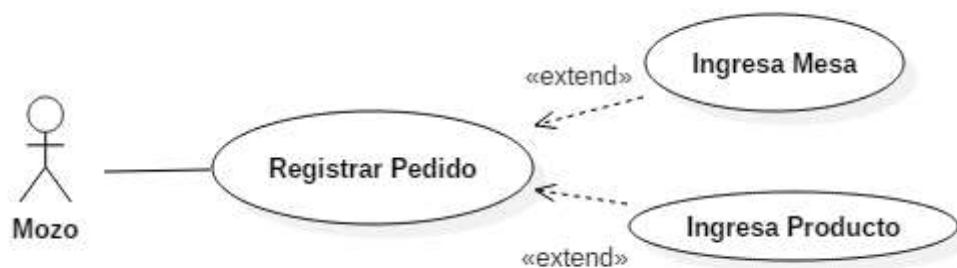 Ingresa Mesa
«extend»
Registrar Pedido
Mozo
Ingresa Producto
«extend»